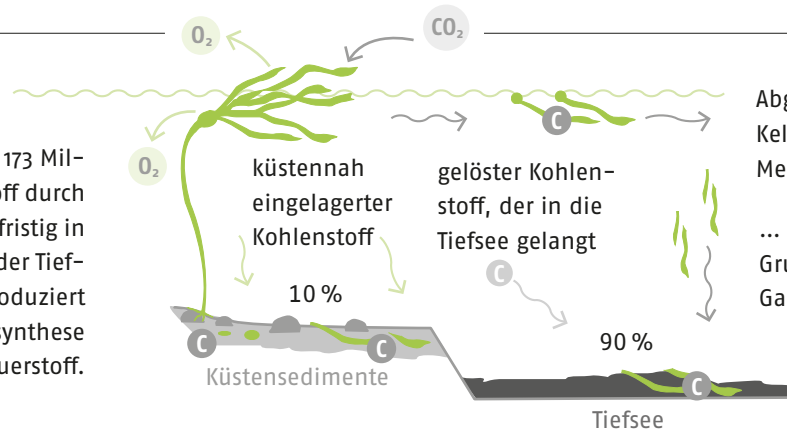 O₂
CO₂
C
O₂
173 Mil-
off durch
fristig in
der Tief-
oduziert
synthese
uerstoff.
küstennah
eingelagerter
Kohlenstoff
gelöster Kohlen-
stoff, der in die
Tiefsee gelangt
C
Abg
Kel
Me
...
Gru
Ga
10 %
90 %
C
C
C
Küstensedimente
Tiefsee